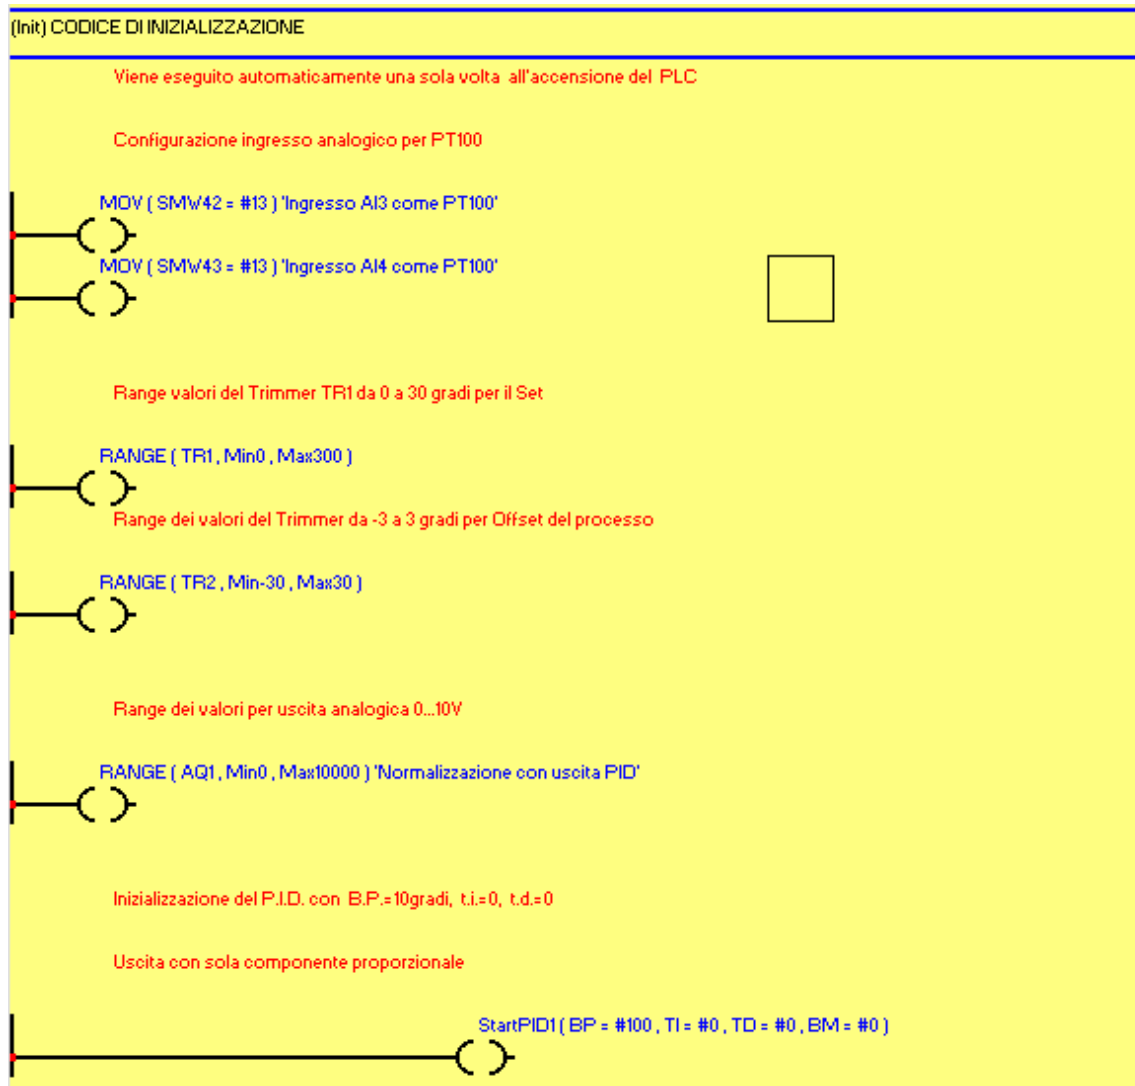 (Init) CODICE DI INIZIALIZZAZIONE
Viene eseguito automaticamente una sola volta all'accensione del PLC
Configurazione ingresso analogico per PT100
MOV ( SMW42 = #13 ) 'Ingresso AI3 come PT100'
MOV ( SMW43 = #13 ) 'Ingresso AI4 come PT100'
Range valori del Trimmer TR1 da 0 a 30 gradi per il Set
RANGE ( TR1 , Min0 , Max300 )
Range dei valori del Trimmer da -3 a 3 gradi per Offset del processo
RANGE ( TR2 , Min-30 , Max30 )
Range dei valori per uscita analogica 0...10V
RANGE ( AQ1 , Min0 , Max10000 ) 'Normalizzazione con uscita PID'
Inizializzazione del P.I.D. con B.P.=10gradi, t.i.=0, t.d.=0
Uscita con sola componente proporzionale
StartPID1 ( BP = #100 , TI = #0 , TD = #0 , BM = #0 )